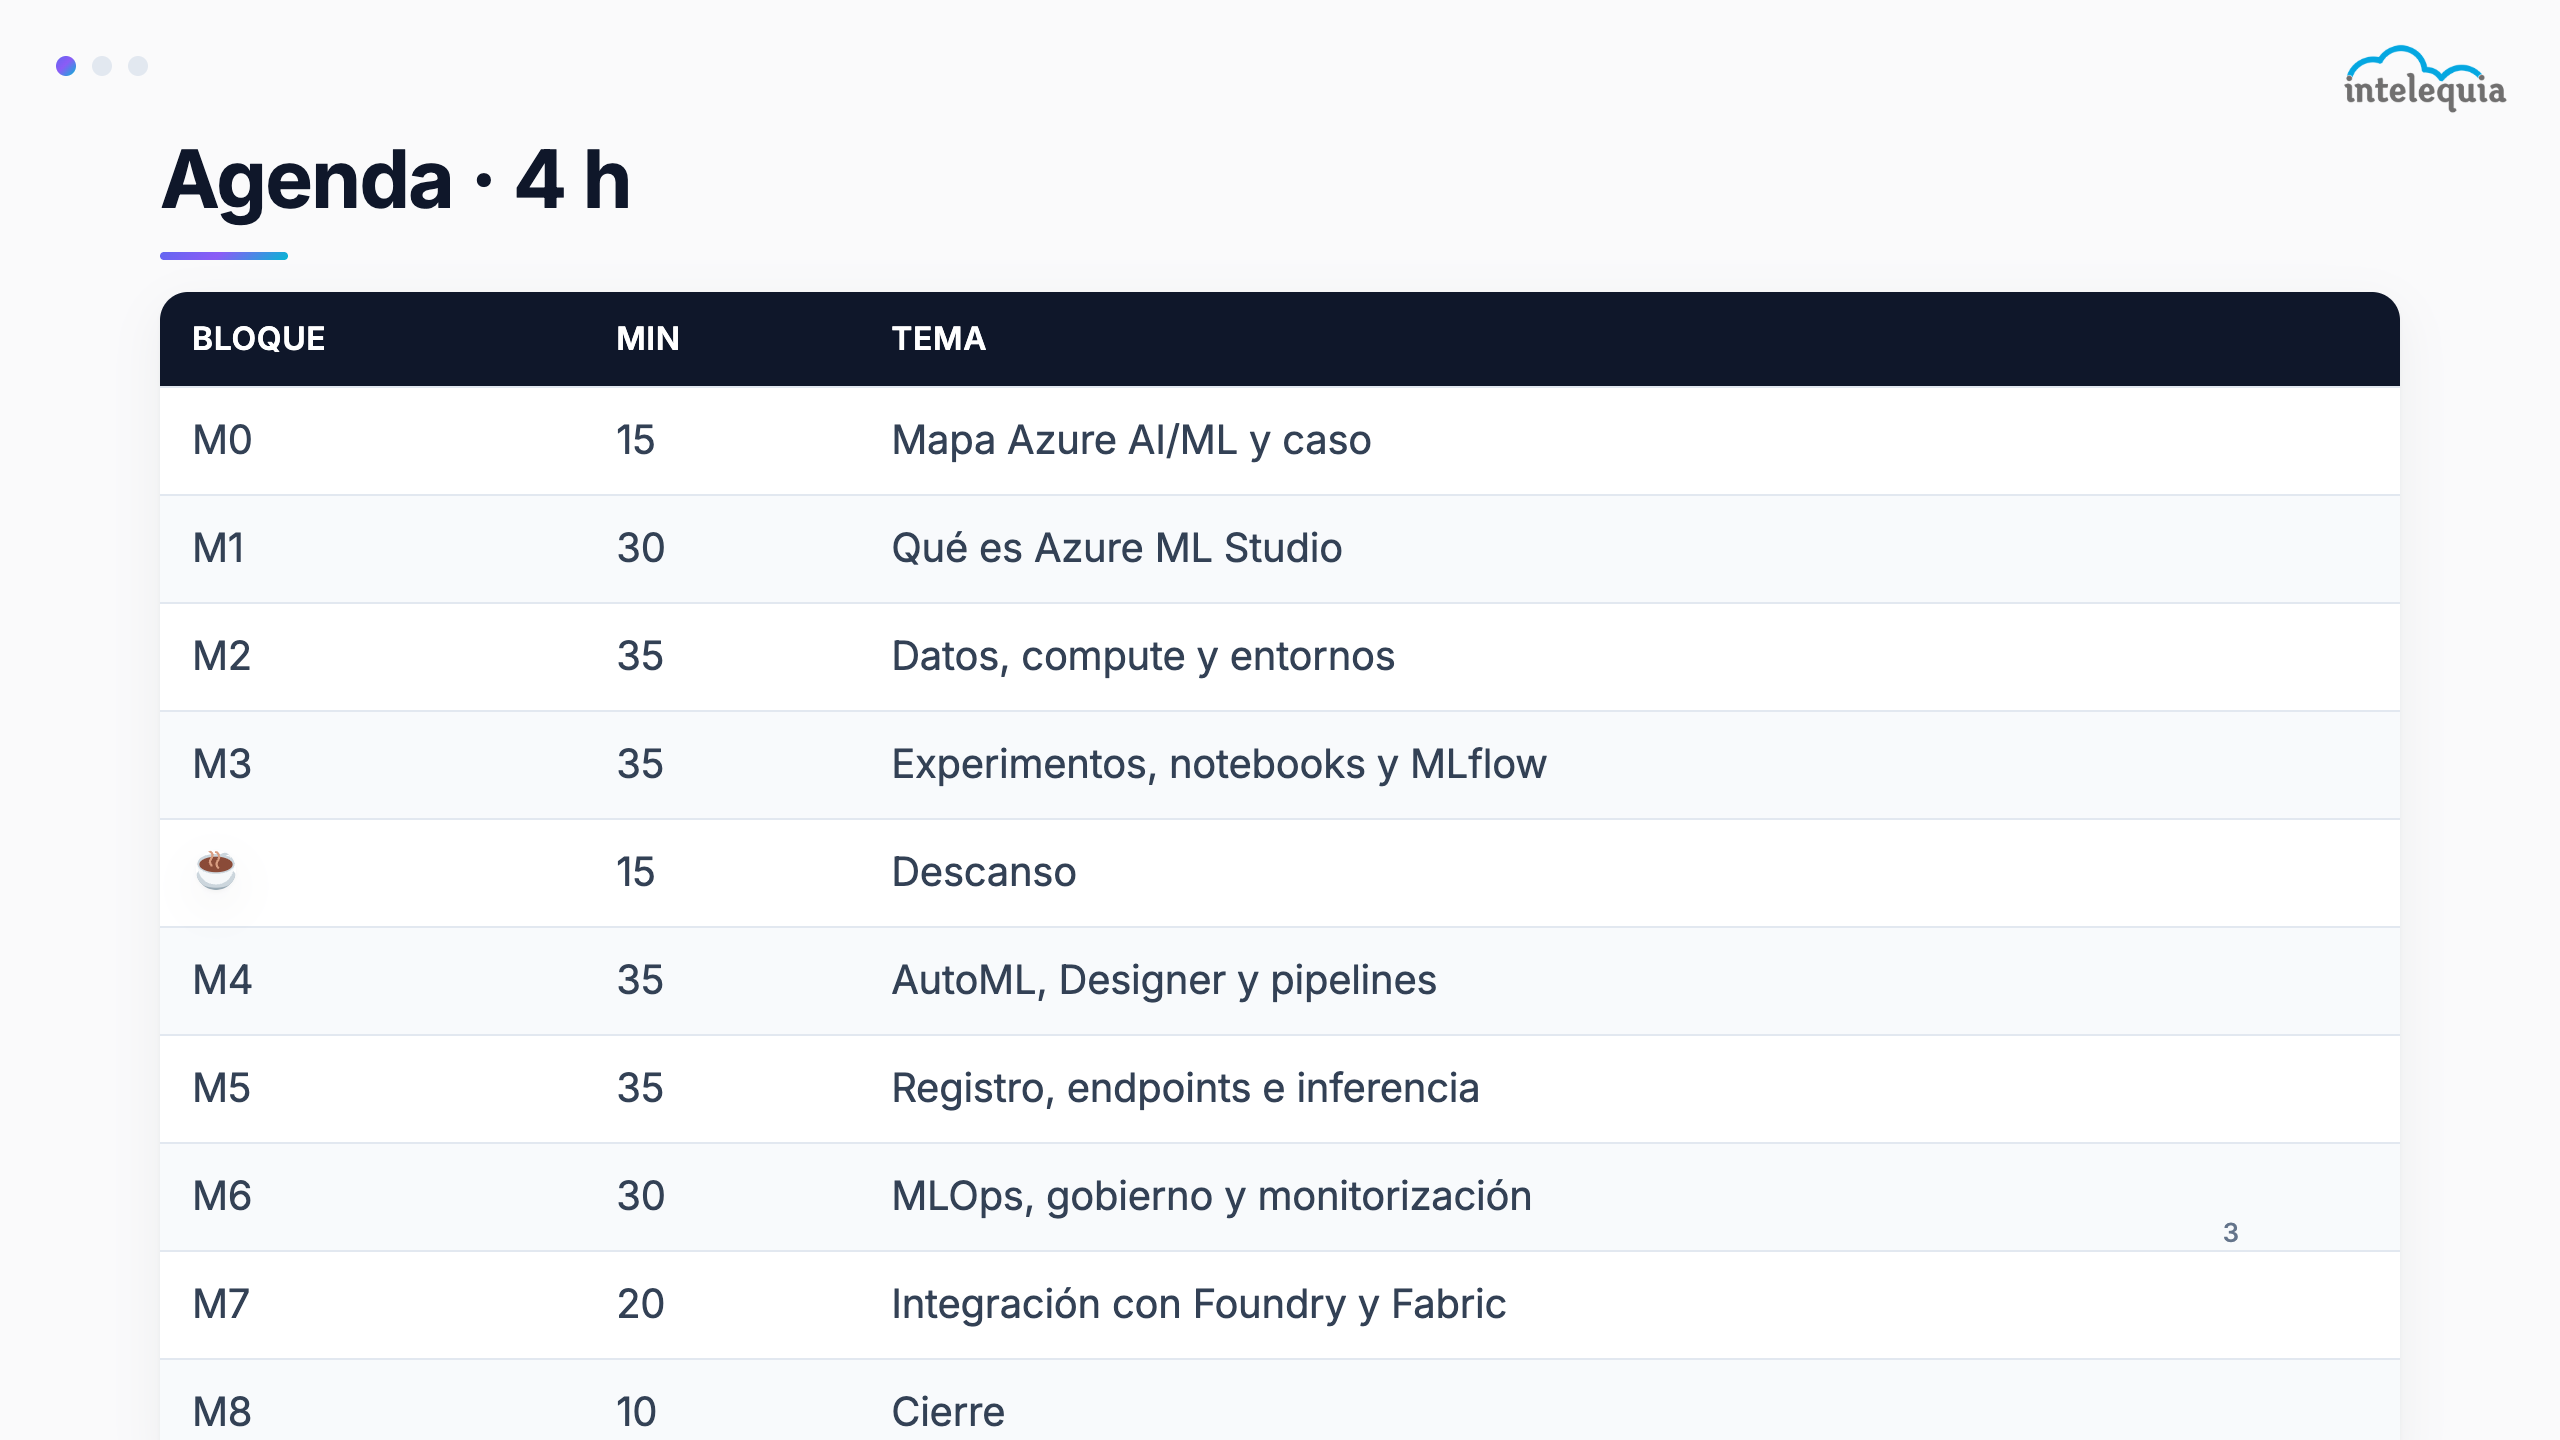 intelequia
Agenda · 4 h
BLOQUE MIN TEMA
M0 15 Mapa Azure AI/ML y caso
M1 30 Qué es Azure ML Studio
M2 35 Datos, compute y entornos
M3 35 Experimentos, notebooks y MLflow
15 Descanso
M4 35 AutoML, Designer y pipelines
M5 35 Registro, endpoints e inferencia
M6 30 MLOps, gobierno y monitorización
3
M7 20 Integración con Foundry y Fabric
M8 10 Cierre